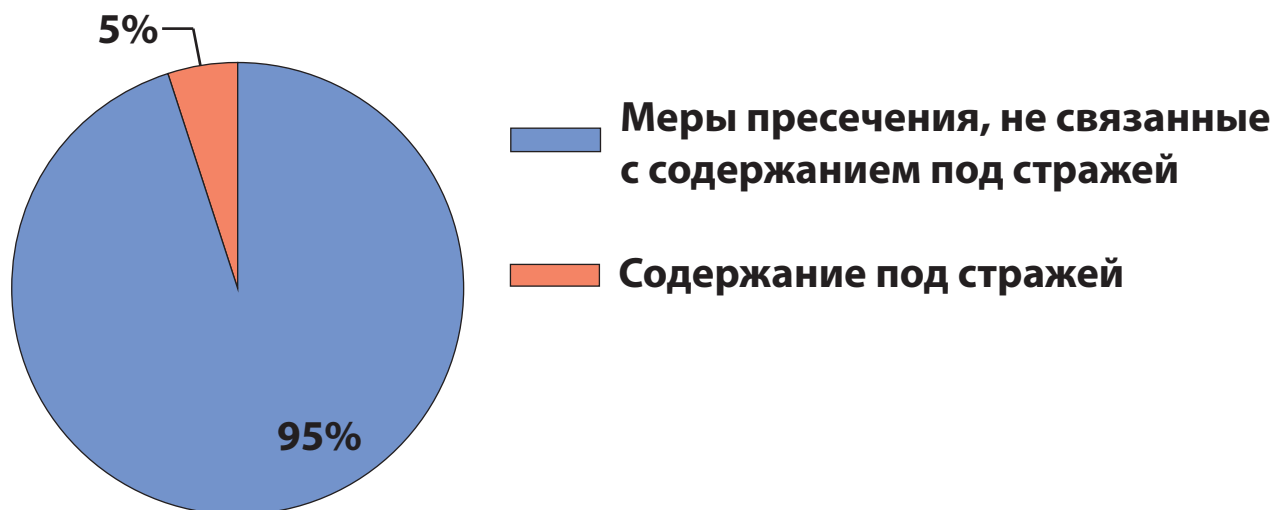 5%
Меры пресечения, не связанные
с содержанием под стражей
Содержание под стражей
95%